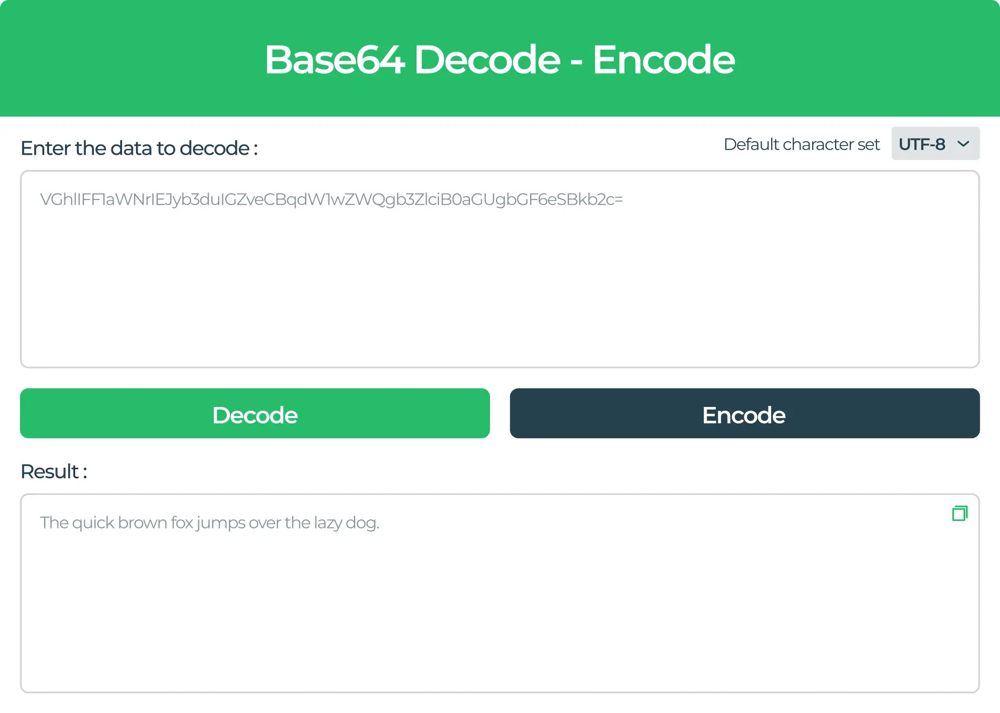 Base64 Decode - Encode
Enter the data to decode :
Default character set
UTF-8
VGhlIFF1aWNrIEJyb3duIGZveCBqdW1wZWQgb3ZlciB0aGUgbGF6eSBkb2c=
Decode
Encode
Result :
The quick brown fox jumps over the lazy dog.